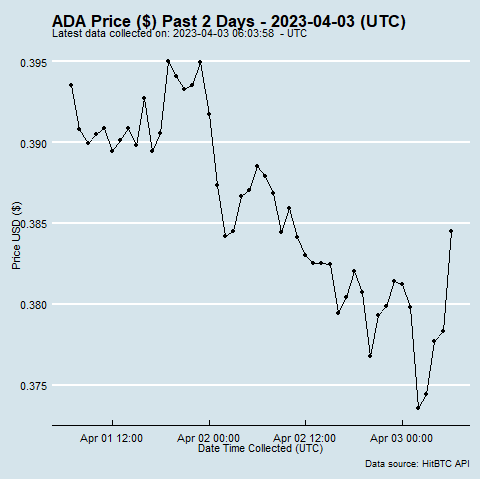 ADA Price ($) Past 2 Days - 2023-04-03 (UTC)
Latest data collected on: 2023-04-03 06:03:58  - UTC
0.395
0.390
0.385
0.380
0.375
Price USD ($)
Apr 01 12:00
Apr 02 00:00
Apr 02 12:00
Apr 03 00:00
Date Time Collected (UTC)
Data source: HitBTC API